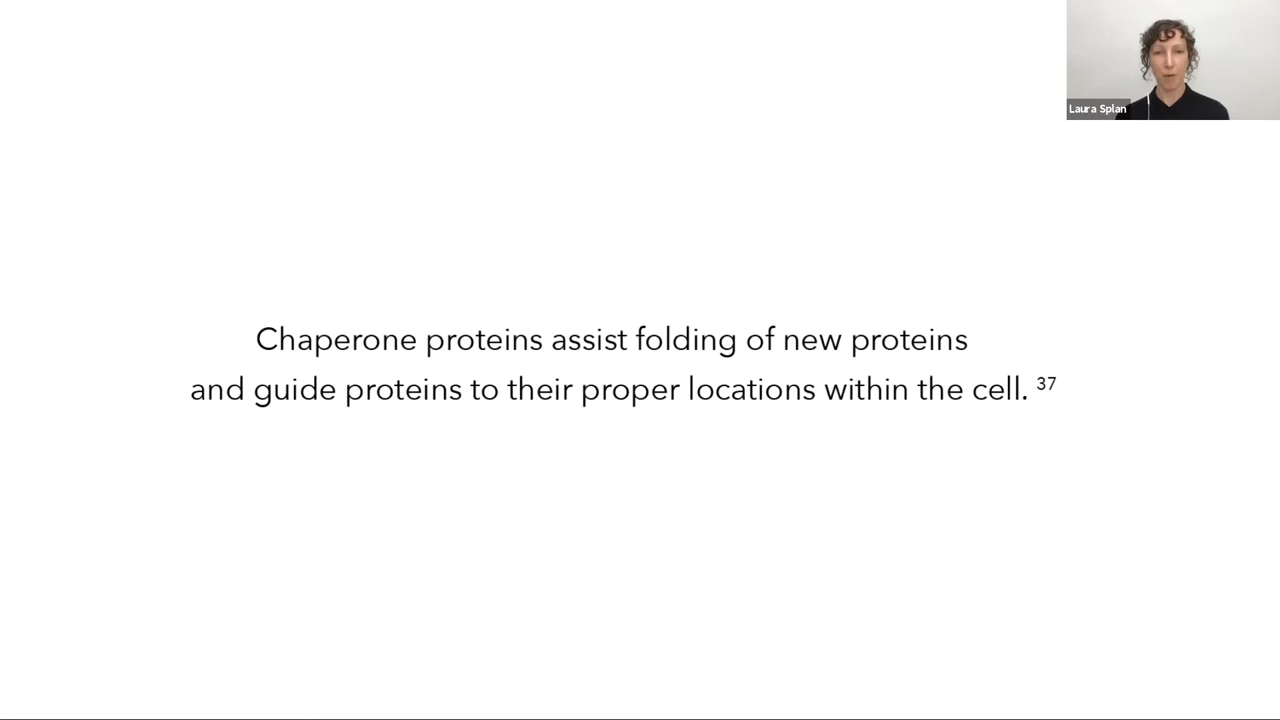 Laura Splan
Chaperone proteins assist folding of new proteins
and guide proteins to their proper locations within the cell. 37